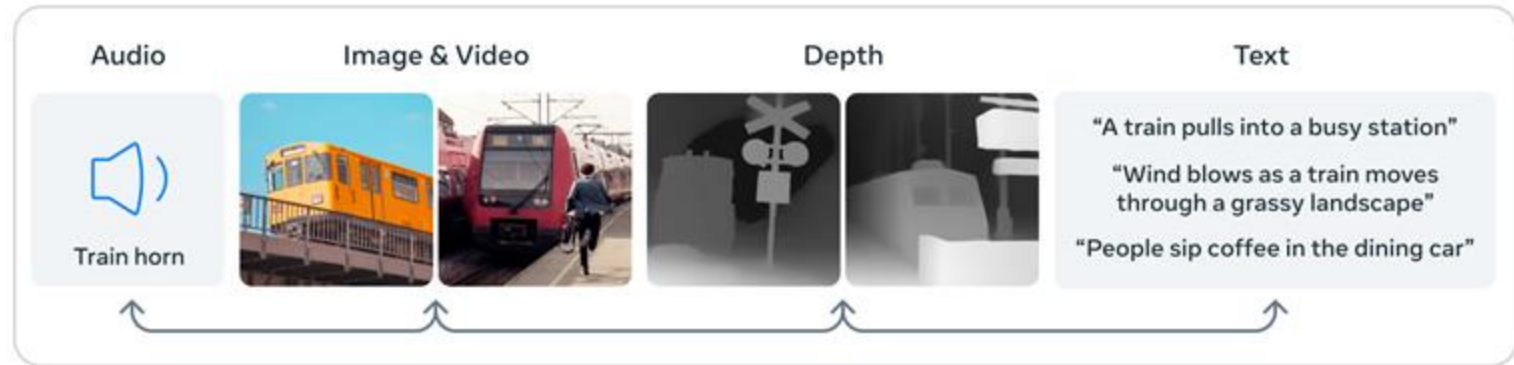 Audio
Image & Video
Depth
Text
Train horn
“A train pulls into a busy station”
“Wind blows as a train moves
through a grassy landscape”
“People sip coffee in the dining car”